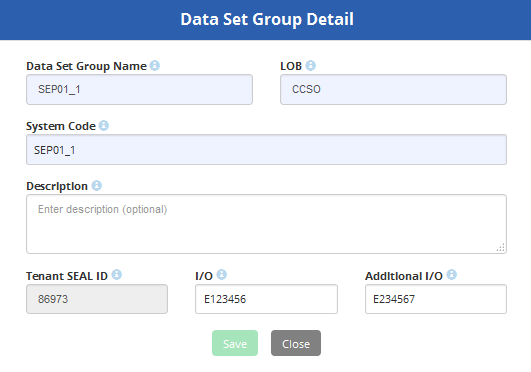 Data Set Group Detail
Data Set Group Name LOB
SEP01_1 CCSO
System Code
SEP01_1
Description
Enter description (optional)
Tenant SEAL ID I/O Additional I/O
86973 E123456 E234567
Save Close